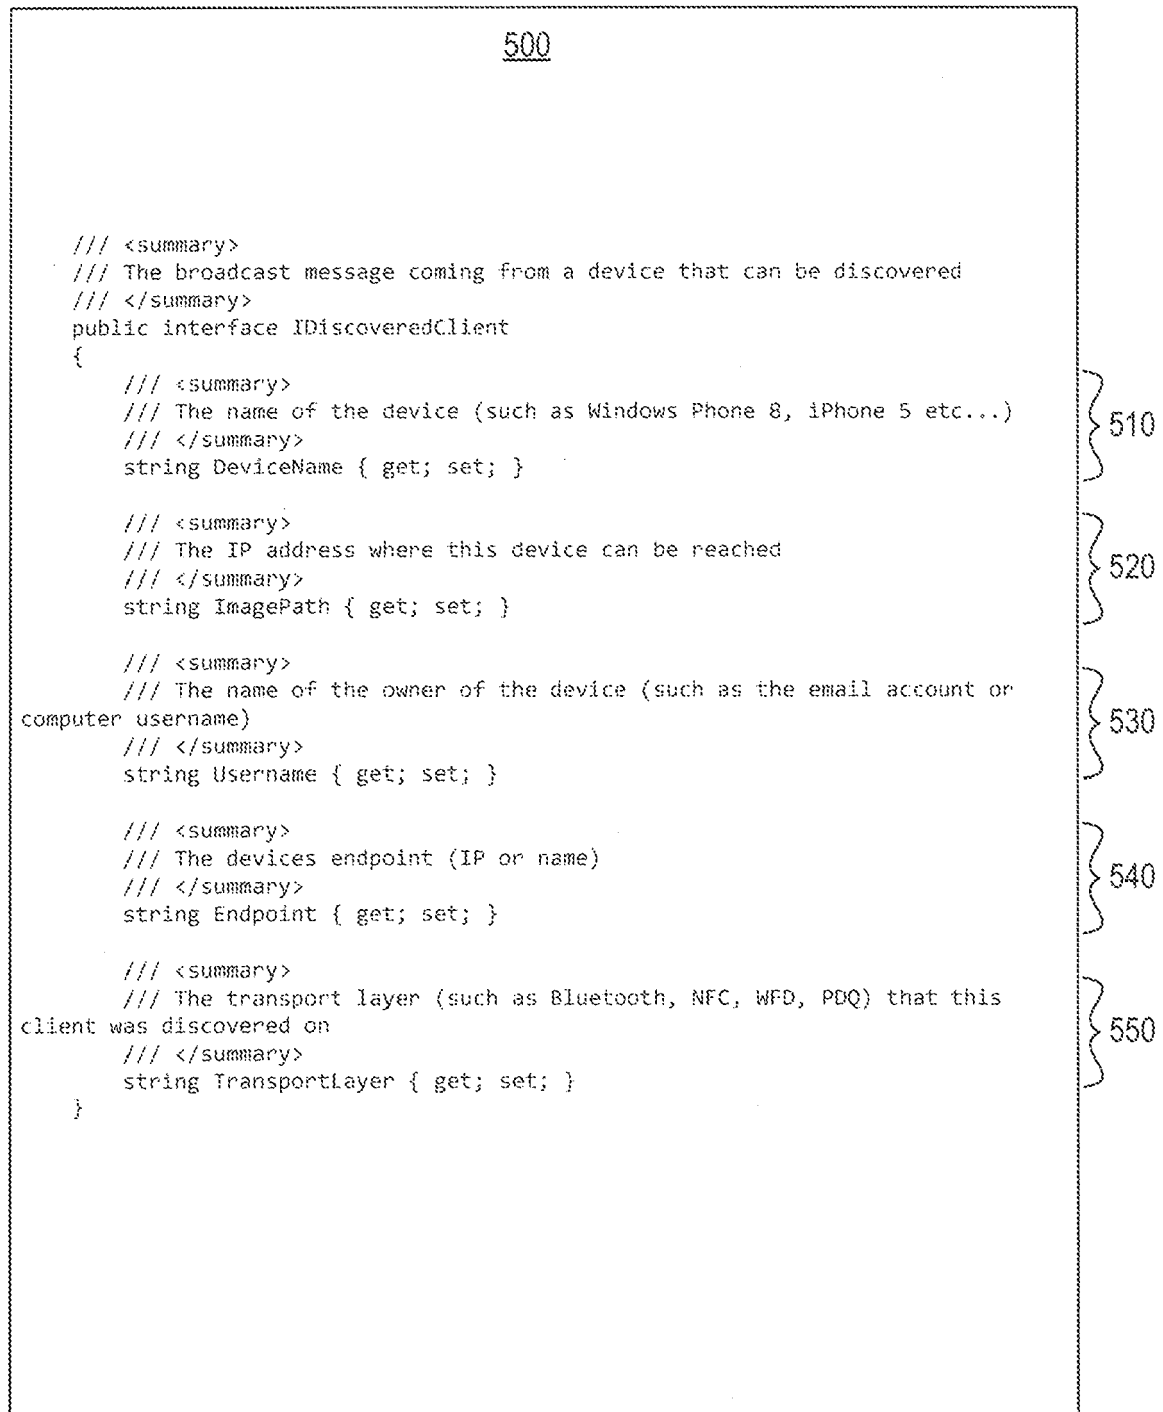 500
/// <summary>
/// The broadcast message coming from a device that can be discovered
/// </summary>
public interface IDiscoveredClient
{
/// <summary>
/// The name of the device (such as Windows Phone 8, iPhone 5 etc...)
/// </summary>
string DeviceName { get; set; }
510
/// <summary>
/// The IP address where this device can be reached
/// </summary>
string ImagePath { get; set; }
520
/// <summary>
/// The name of the owner of the device (such as the email account or
computer username)
/// </summary>
string Username { get; set; }
530
/// <summary>
/// The devices endpoint (IP or name)
/// </summary>
string Endpoint { get; set; }
540
/// <summary>
/// The transport layer (such as Bluetooth, NFC, WFD, PDQ) that this
client was discovered on
/// </summary>
string TransportLayer { get; set; }
550
}